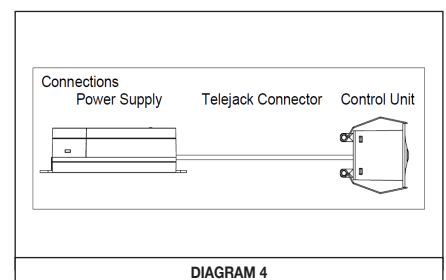 Connections
Power Supply Telejack Connector Control Unit
DIAGRAM 4